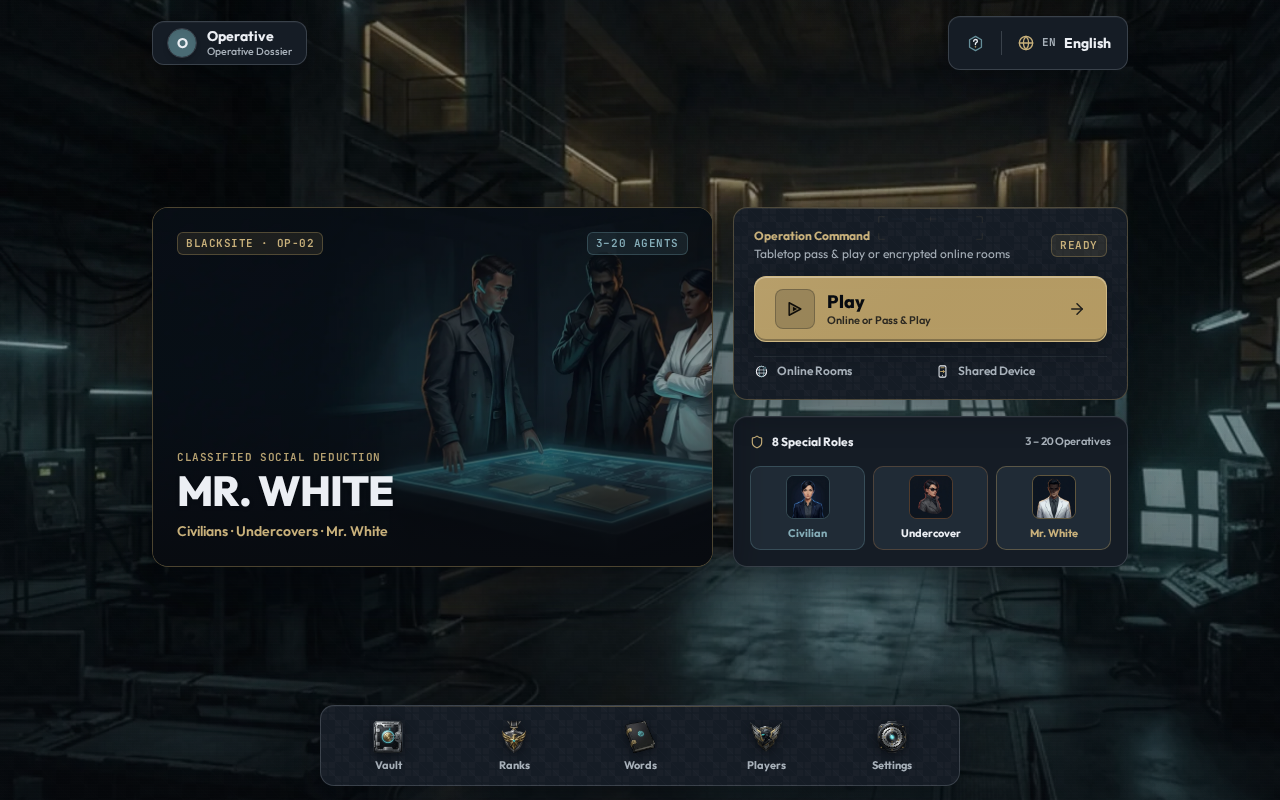 Operative
Operative Dossier
EN English
BLACKSITE · OP-02
3-20 AGENTS
CLASSIFIED SOCIAL DEDUCTION
MR. WHITE
Civilians · Undercovers · Mr. White
Operation Command
Tabletop pass & play or encrypted online rooms
READY
Play
Online or Pass & Play
Online Rooms
Shared Device
8 Special Roles
3 – 20 Operatives
Civilian
Undercover
Mr. White
Vault
Ranks
Words
Players
Settings